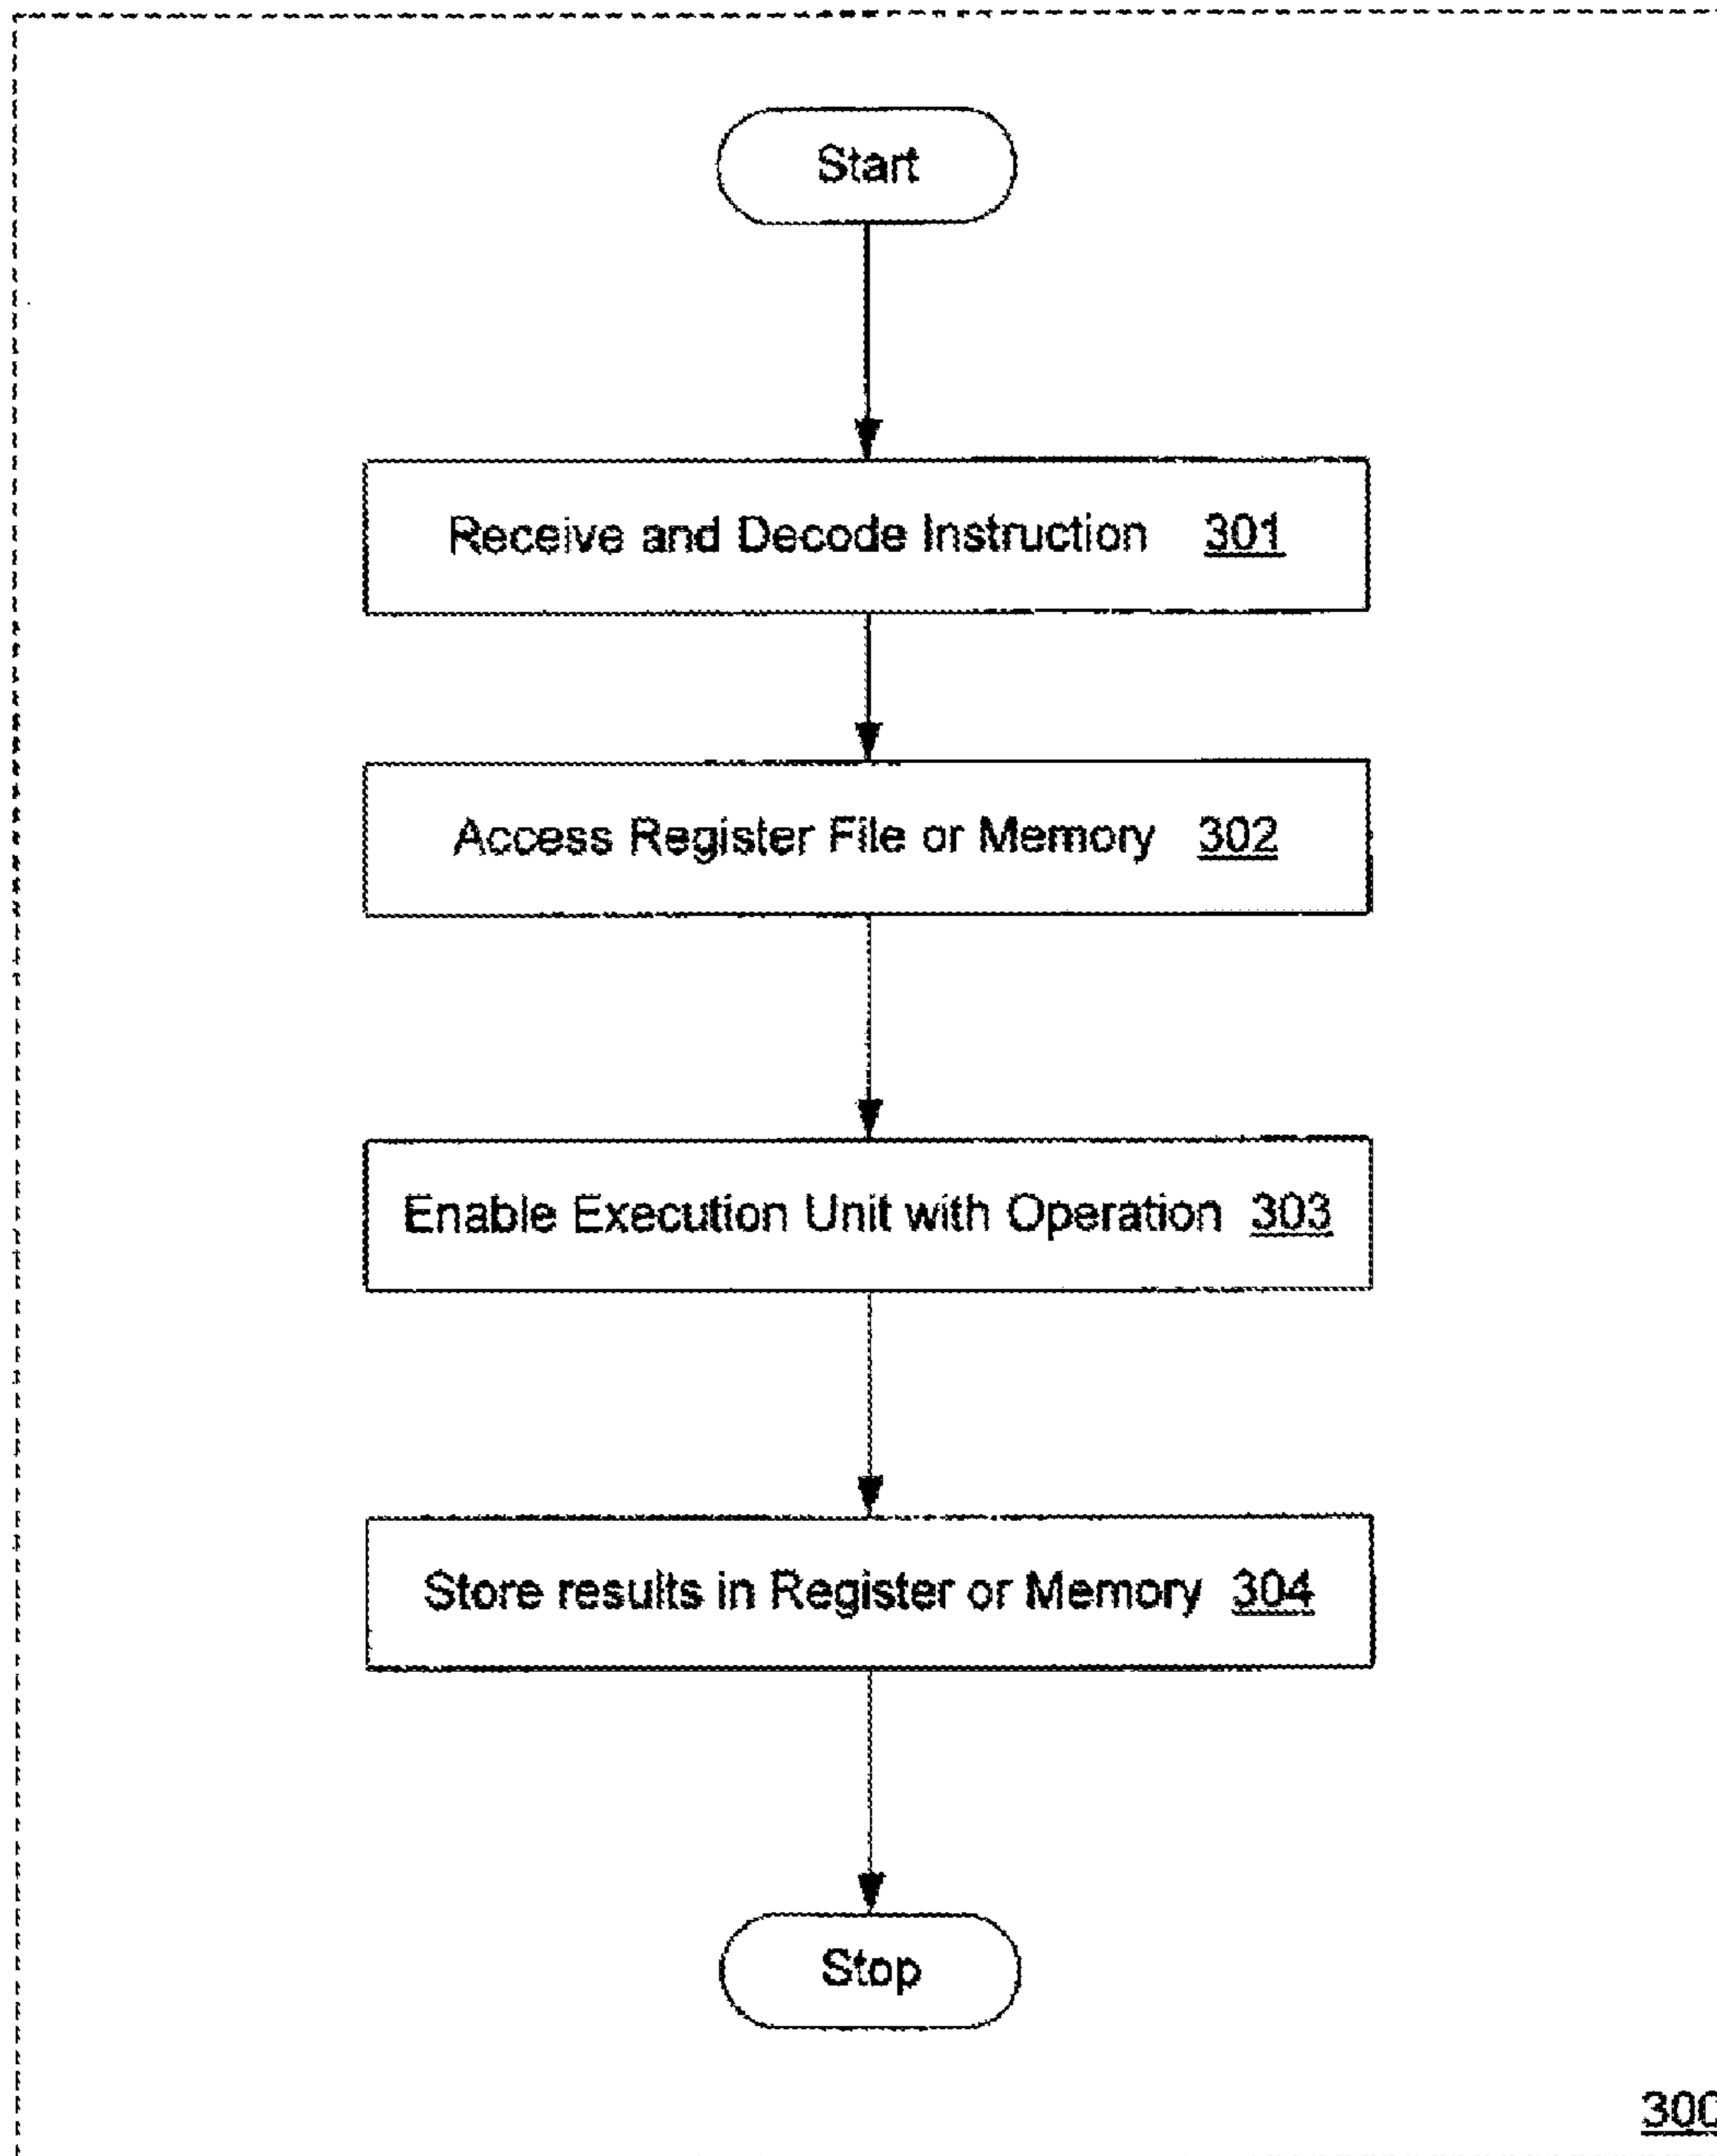 Start
Receive and Decode Instruction 301
Access Register File or Memory 302
Enable Execution Unit with Operation 303
Store results in Register or Memory 304
Stop
300